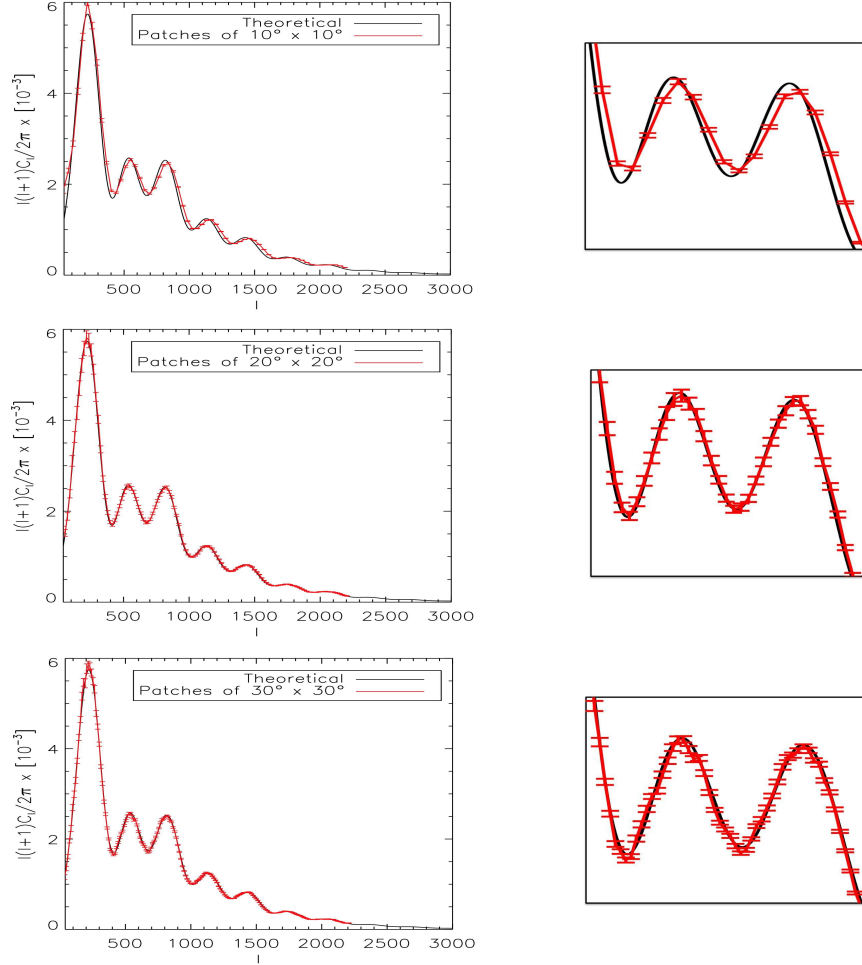 6
Theoretical
Patches of 10° x 10°
4
2
0
l(l+1)Cl/2π x [10⁻³]
500 1000 1500 2000 2500 3000
l
6
Theoretical
Patches of 20° x 20°
4
2
0
l(l+1)Cl/2π x [10⁻³]
500 1000 1500 2000 2500 3000
l
6
Theoretical
Patches of 30° x 30°
4
2
0
l(l+1)Cl/2π x [10⁻³]
500 1000 1500 2000 2500 3000
l